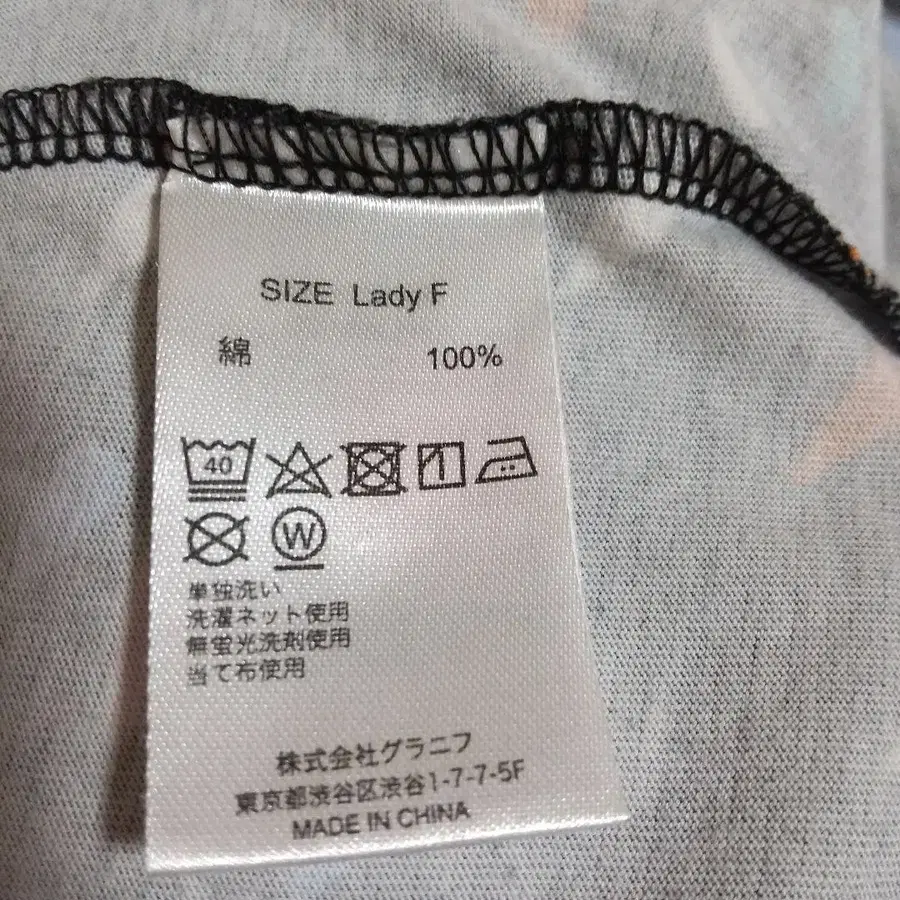 SIZE Lady F
綿 100%
40
W
単独洗い
洗濯ネット使用
無蛍光洗剤使用
当て布使用
株式会社グラニフ
東京都渋谷区渋谷1-7-7-5F
MADE IN CHINA